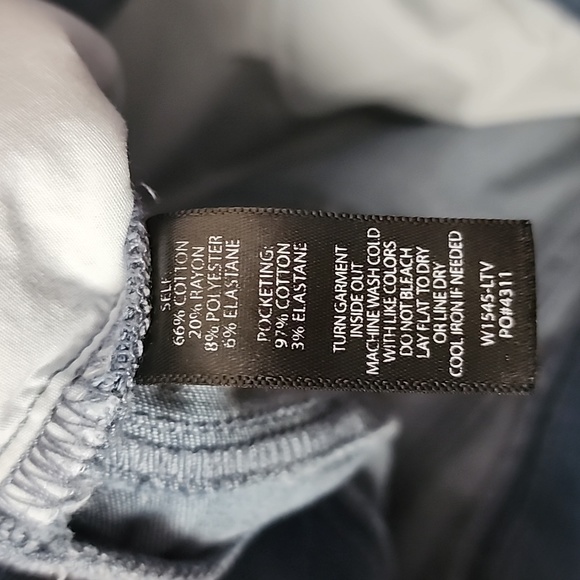 SELF
66% COTTON
20% RAYON
8% POLYESTER
6% ELASTANE
POCKETING:
97% COTTON
3% ELASTANE
TURN GARMENT
INSIDE OUT
MACHINE WASH COLD
WITH LIKE COLORS
DO NOT BLEACH
LAY FLAT TO DRY
OR LINE DRY
COOL IRON IF NEEDED
W1545-LTV
PO#4311